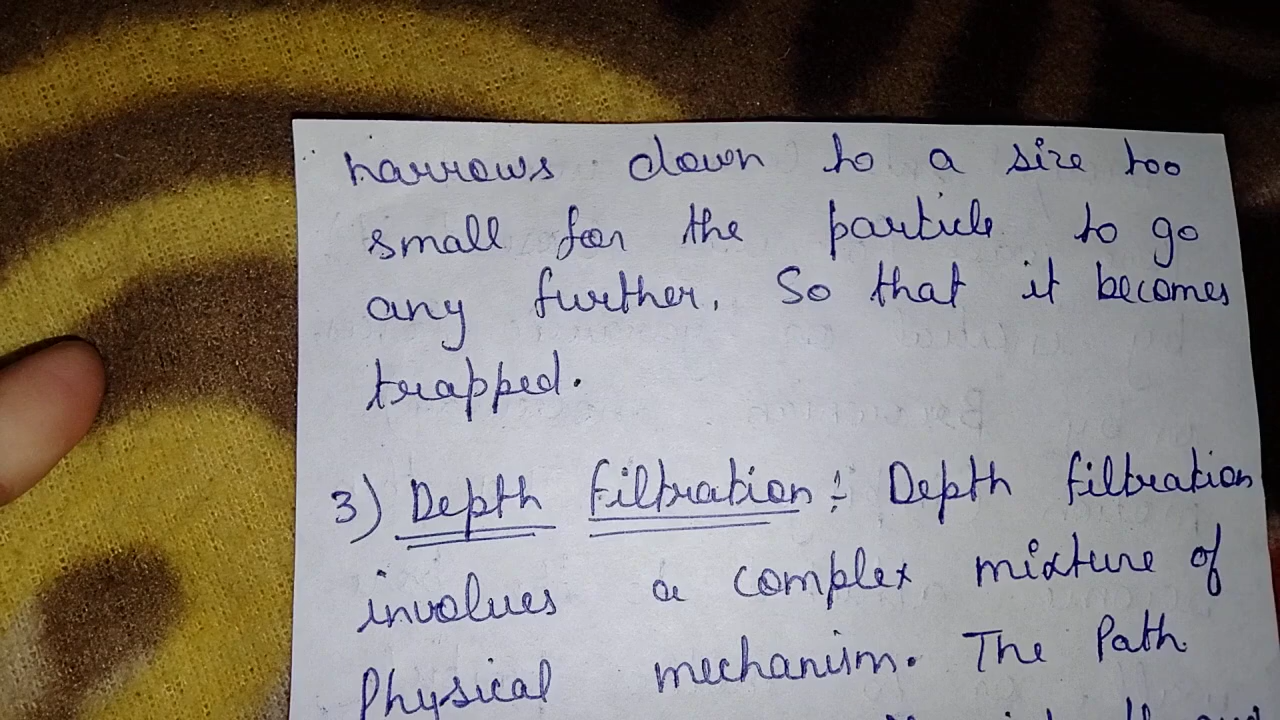 narrows down to a size too
small for the particle to go
any further. So that it becomes
trapped.
3) Depth filtration : Depth filtration
involves a complex mixture of
Physical mechanism. The Path